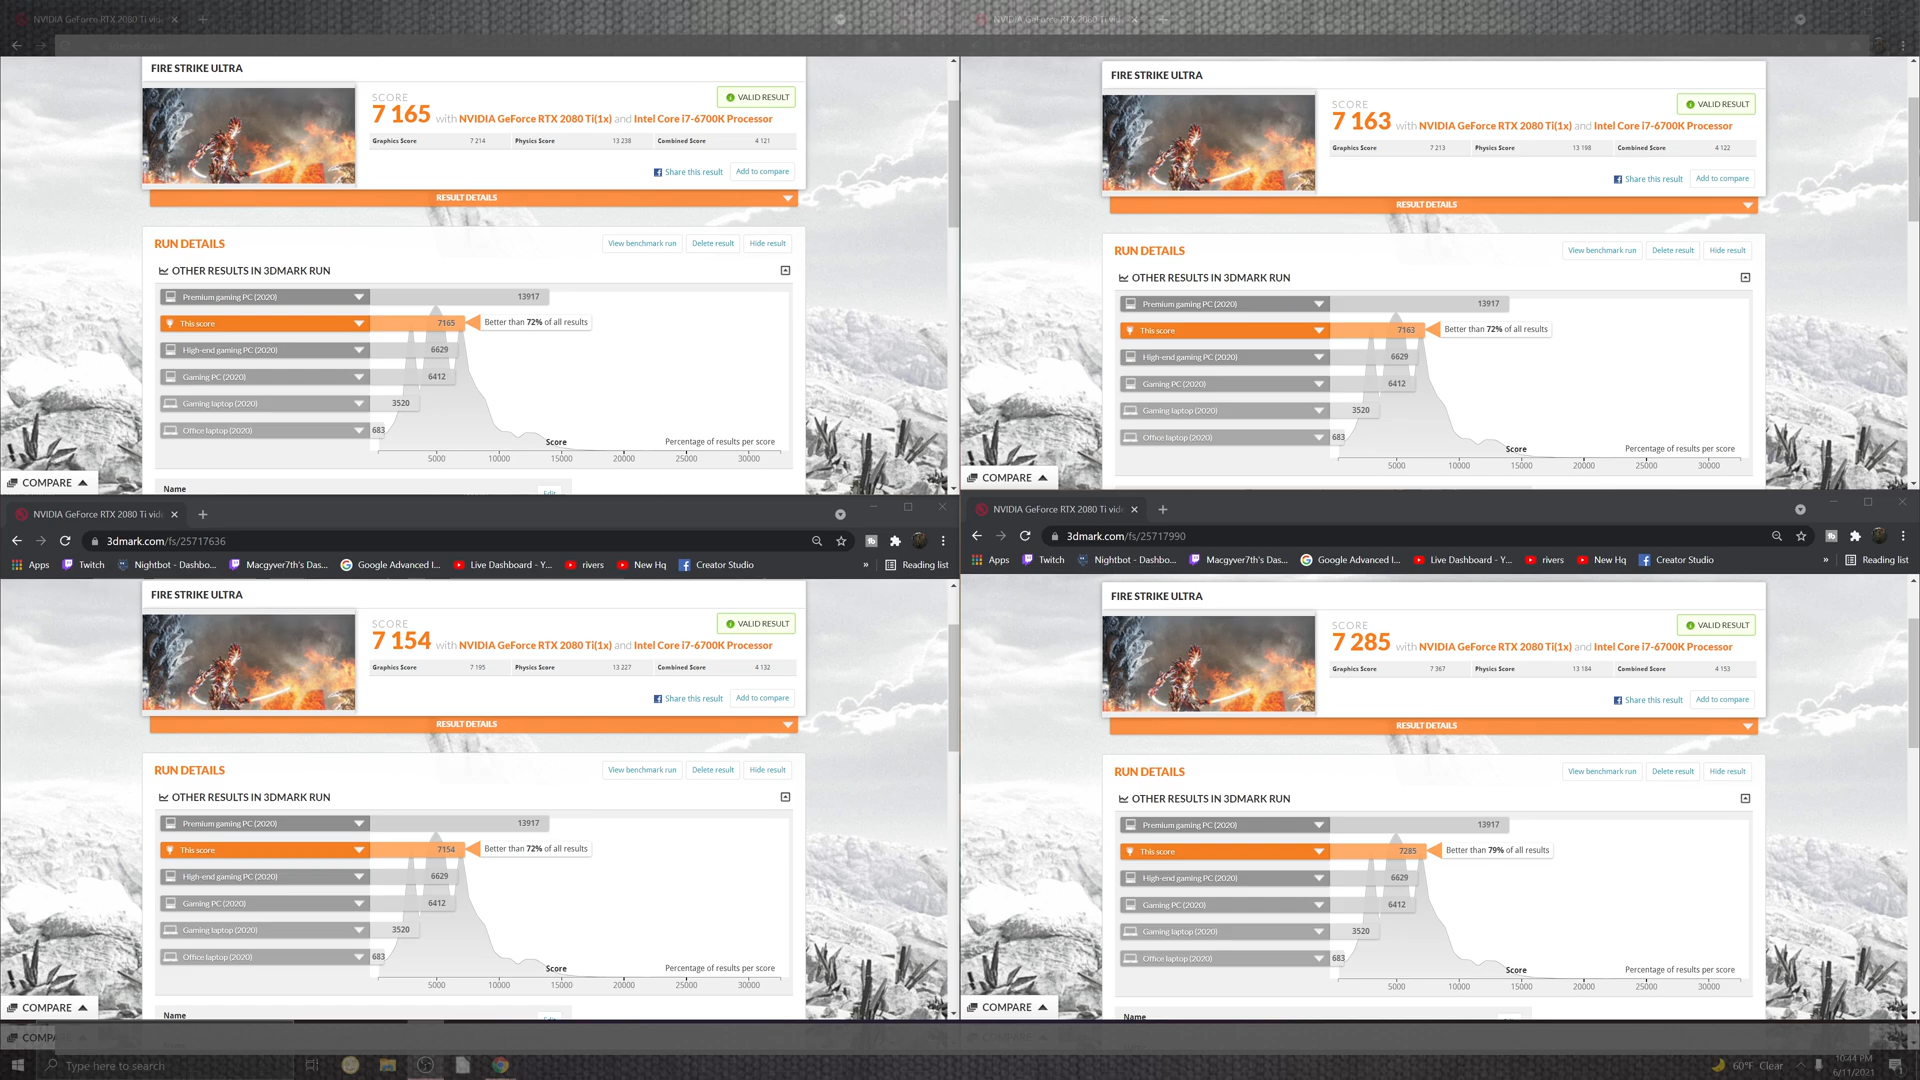 NVIDIA GeForce RTX 2080 Ti vid
NVIDIA GeForce RTX 2080 Ti vid
FIRE STRIKE ULTRA
SCORE
7 165 with NVIDIA GeForce RTX 2080 Ti(1x) and Intel Core i7-6700K Processor
VALID RESULT
Graphics Score 7 214 Physics Score 13 238 Combined Score 4 121
Share this result Add to compare
RESULT DETAILS
RUN DETAILS
View benchmark run Delete result Hide result
OTHER RESULTS IN 3DMARK RUN
Premium gaming PC (2020) 13917
This score 7165 Better than 72% of all results
High-end gaming PC (2020) 6629
Gaming PC (2020) 6412
Gaming laptop (2020) 3520
Office laptop (2020) 683
Score Percentage of results per score
5000 10000 15000 20000 25000 30000
COMPARE
Name
Edit
FIRE STRIKE ULTRA
SCORE
7 163 with NVIDIA GeForce RTX 2080 Ti(1x) and Intel Core i7-6700K Processor
VALID RESULT
Graphics Score 7 213 Physics Score 13 198 Combined Score 4 122
Share this result Add to compare
RESULT DETAILS
RUN DETAILS
View benchmark run Delete result Hide result
OTHER RESULTS IN 3DMARK RUN
Premium gaming PC (2020) 13917
This score 7163 Better than 72% of all results
High-end gaming PC (2020) 6629
Gaming PC (2020) 6412
Gaming laptop (2020) 3520
Office laptop (2020) 683
Score Percentage of results per score
5000 10000 15000 20000 25000 30000
COMPARE
NVIDIA GeForce RTX 2080 Ti vid
3dmark.com/fs/25717636
Apps Twitch Nightbot - Dashbo... Macgyver7th's Das... Google Advanced I... Live Dashboard - Y... rivers New Hq Creator Studio » Reading list
FIRE STRIKE ULTRA
SCORE
7 154 with NVIDIA GeForce RTX 2080 Ti(1x) and Intel Core i7-6700K Processor
VALID RESULT
Graphics Score 7 195 Physics Score 13 227 Combined Score 4 132
Share this result Add to compare
RESULT DETAILS
RUN DETAILS
View benchmark run Delete result Hide result
OTHER RESULTS IN 3DMARK RUN
Premium gaming PC (2020) 13917
This score 7154 Better than 72% of all results
High-end gaming PC (2020) 6629
Gaming PC (2020) 6412
Gaming laptop (2020) 3520
Office laptop (2020) 683
Score Percentage of results per score
5000 10000 15000 20000 25000 30000
COMPARE
Name
NVIDIA GeForce RTX 2080 Ti vid
3dmark.com/fs/25717990
Apps Twitch Nightbot - Dashbo... Macgyver7th's Das... Google Advanced I... Live Dashboard - Y... rivers New Hq Creator Studio » Reading list
FIRE STRIKE ULTRA
SCORE
7 285 with NVIDIA GeForce RTX 2080 Ti(1x) and Intel Core i7-6700K Processor
VALID RESULT
Graphics Score 7 367 Physics Score 13 184 Combined Score 4 153
Share this result Add to compare
RESULT DETAILS
RUN DETAILS
View benchmark run Delete result Hide result
OTHER RESULTS IN 3DMARK RUN
Premium gaming PC (2020) 13917
This score 7285 Better than 79% of all results
High-end gaming PC (2020) 6629
Gaming PC (2020) 6412
Gaming laptop (2020) 3520
Office laptop (2020) 683
Score Percentage of results per score
5000 10000 15000 20000 25000 30000
COMPARE
Name
COMP
Type here to search
60°F Clear
10:44 PM
6/11/2021